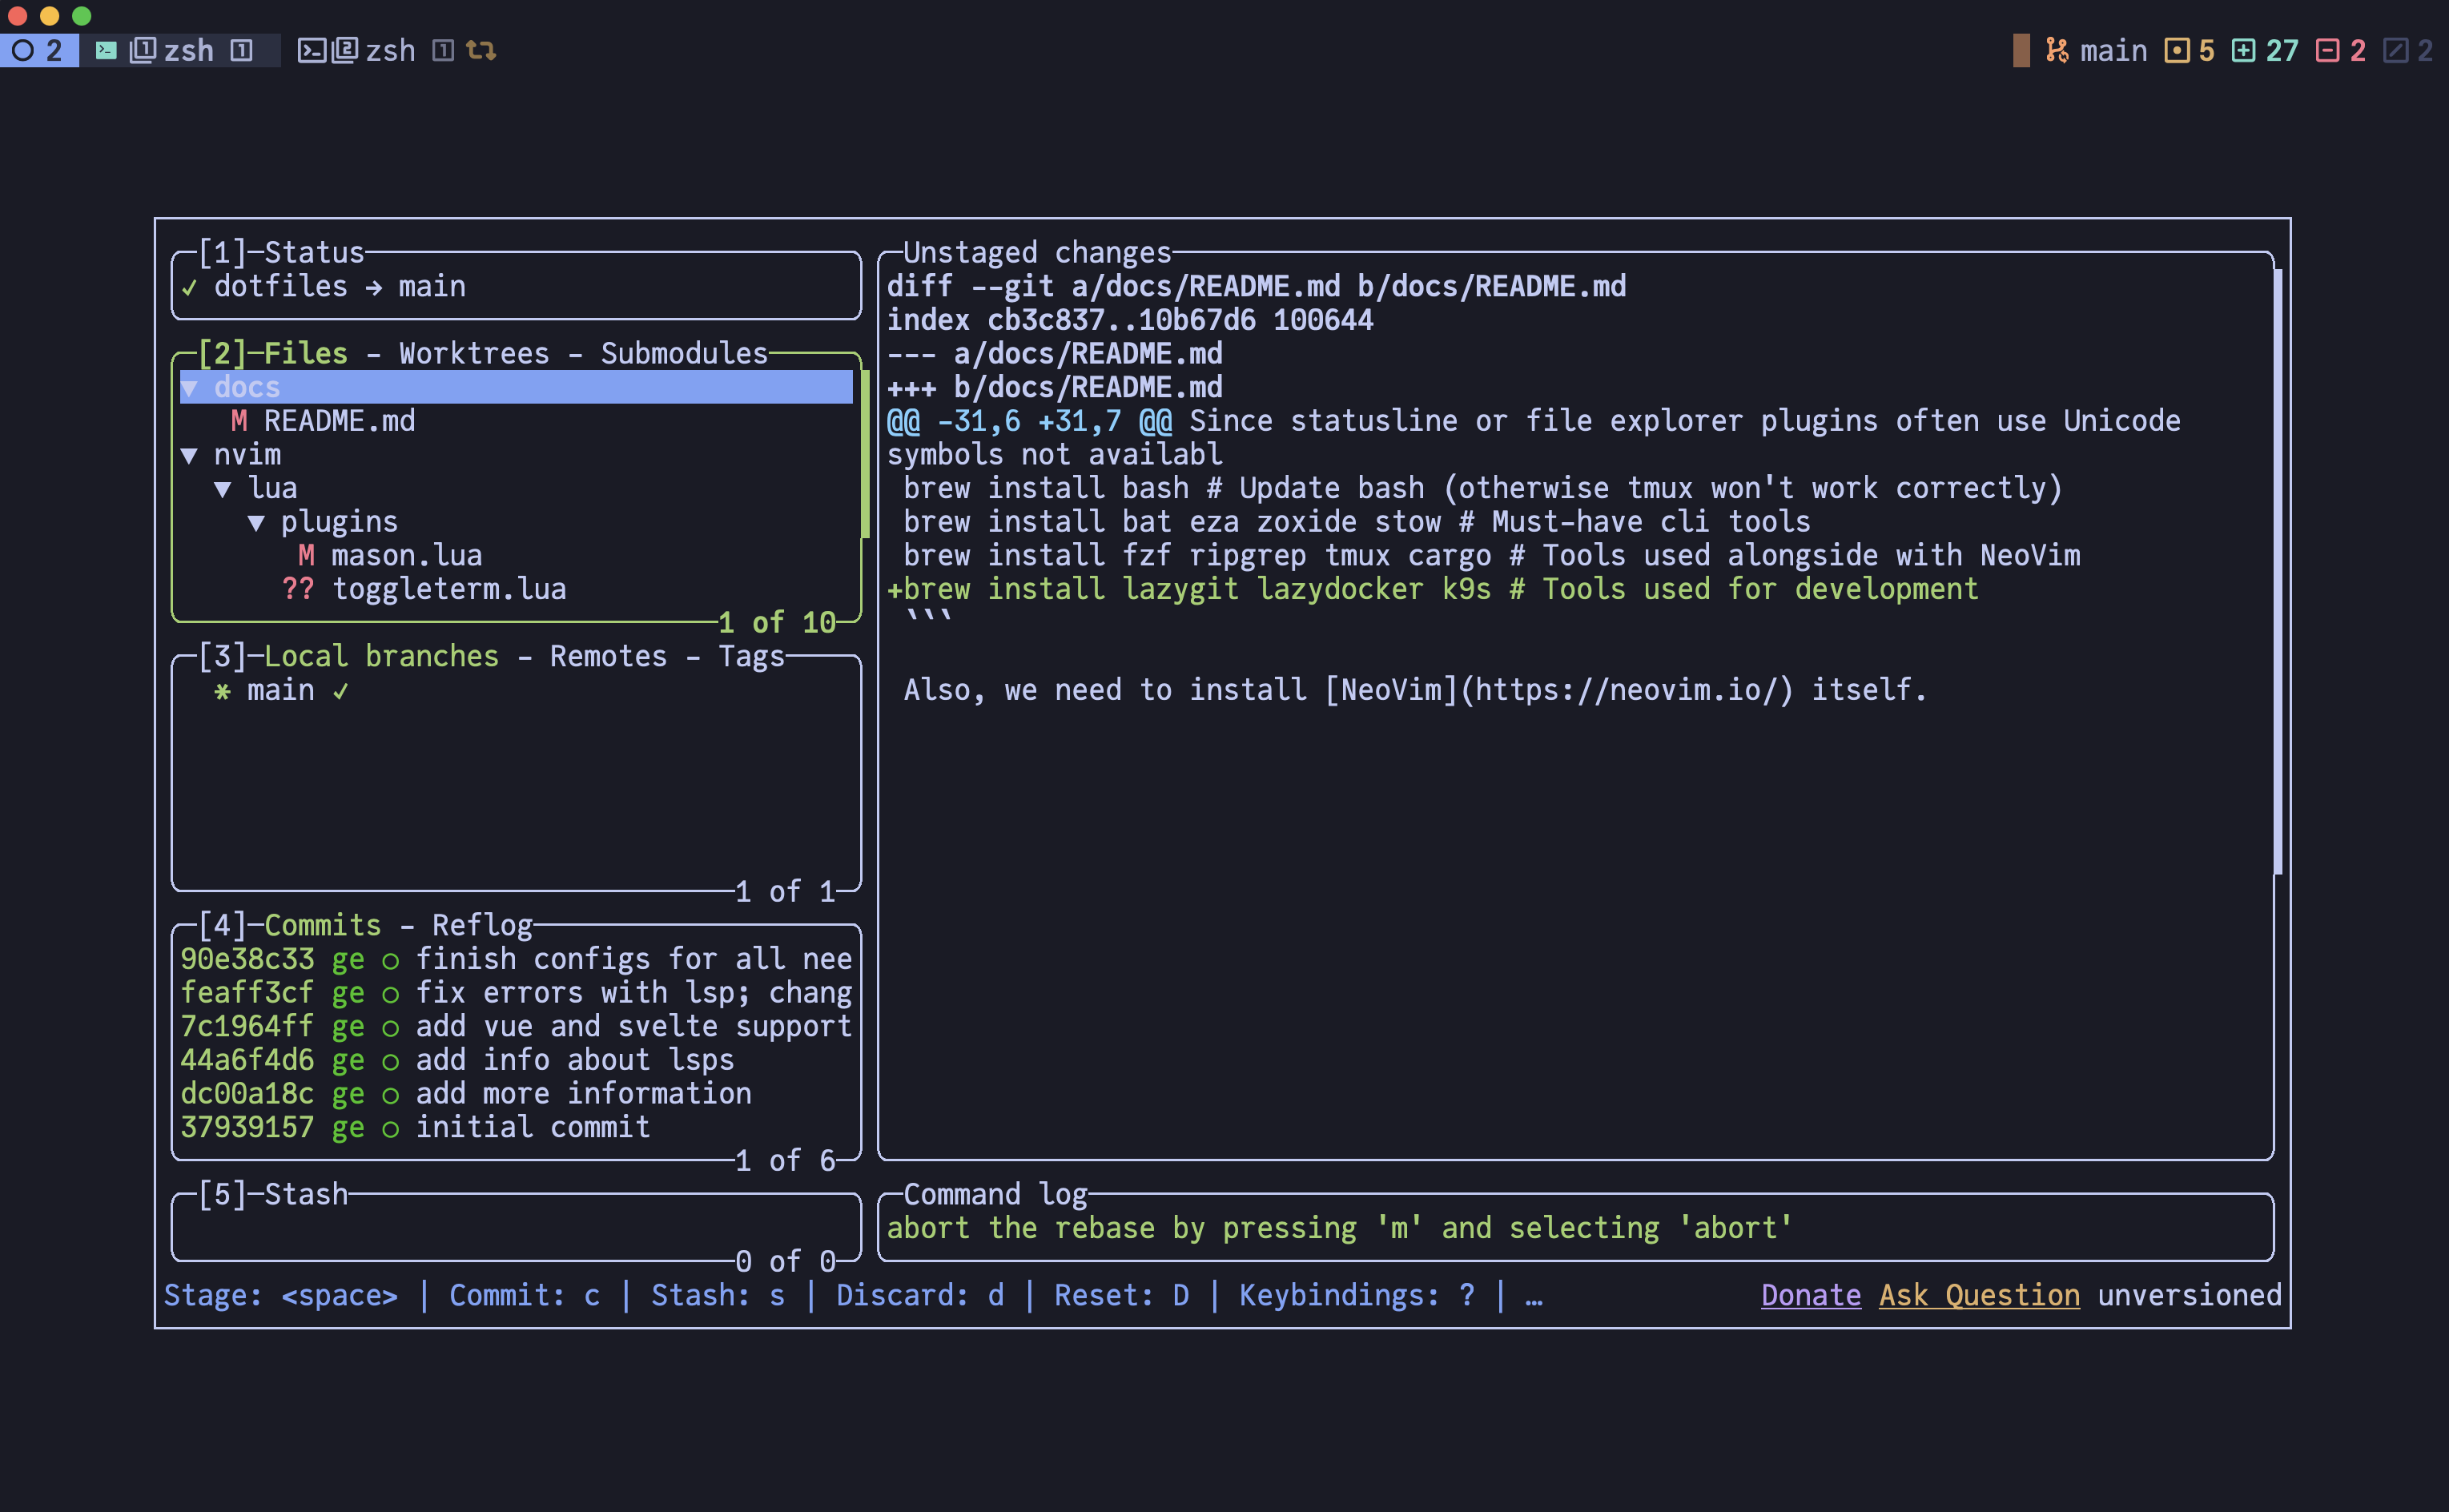 2 1 zsh 1 2 zsh 1 main 5 27 2 2
[1]─Status
✓ dotfiles → main
[2]─Files - Worktrees - Submodules
▼ docs
M README.md
▼ nvim
▼ lua
▼ plugins
M mason.lua
?? toggleterm.lua
1 of 10
[3]─Local branches - Remotes - Tags
* main ✓
1 of 1
[4]─Commits - Reflog
90e38c33 ge ○ finish configs for all nee
feaff3cf ge ○ fix errors with lsp; chang
7c1964ff ge ○ add vue and svelte support
44a6f4d6 ge ○ add info about lsps
dc00a18c ge ○ add more information
37939157 ge ○ initial commit
1 of 6
[5]─Stash
0 of 0
Unstaged changes
diff --git a/docs/README.md b/docs/README.md
index cb3c837..10b67d6 100644
--- a/docs/README.md
+++ b/docs/README.md
@@ -31,6 +31,7 @@ Since statusline or file explorer plugins often use Unicode
symbols not availabl
brew install bash # Update bash (otherwise tmux won't work correctly)
brew install bat eza zoxide stow # Must-have cli tools
brew install fzf ripgrep tmux cargo # Tools used alongside with NeoVim
+brew install lazygit lazydocker k9s # Tools used for development
```
Also, we need to install [NeoVim](https://neovim.io/) itself.
Command log
abort the rebase by pressing 'm' and selecting 'abort'
Stage: <space> | Commit: c | Stash: s | Discard: d | Reset: D | Keybindings: ? | … Donate Ask Question unversioned